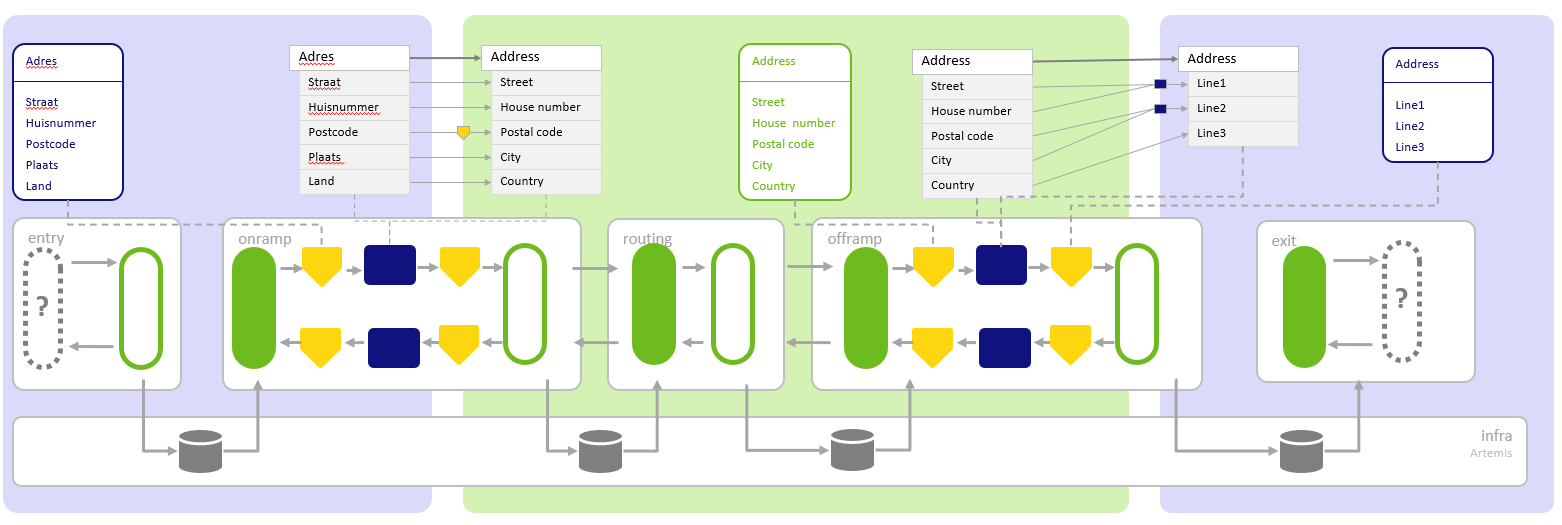 Adres
Straat
Huisnummer
Postcode
Plaats
Land
Adres
Straat
Huisnummer
Postcode
Plaats
Land
Address
Street
House number
Postal code
City
Country
Address
Street
House number
Postal code
City
Country
Address
Street
House number
Postal code
City
Country
Address
Line1
Line2
Line3
Address
Line1
Line2
Line3
entry
?
onramp
routing
offramp
exit
?
infra
Artemis